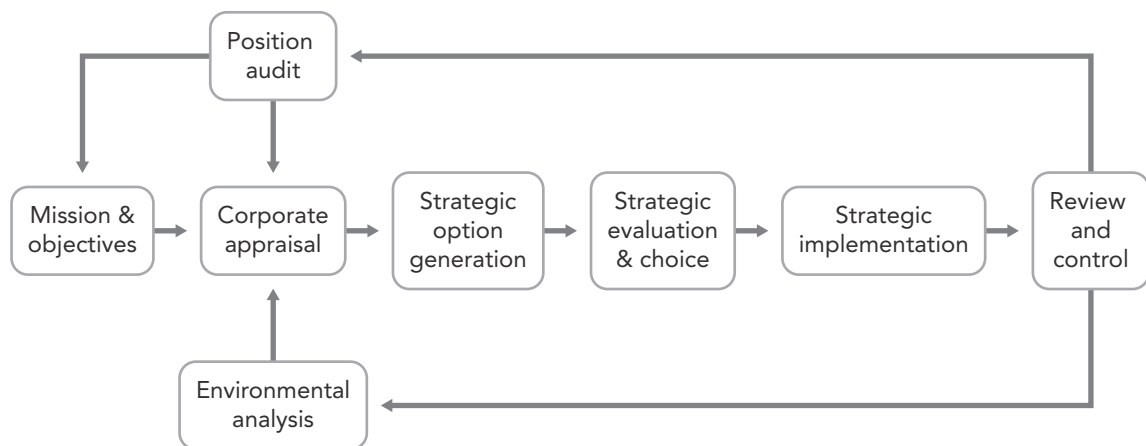 Position
audit
Mission &
objectives
Corporate
appraisal
Strategic
option
generation
Strategic
evaluation
& choice
Strategic
implementation
Review
and
control
Environmental
analysis